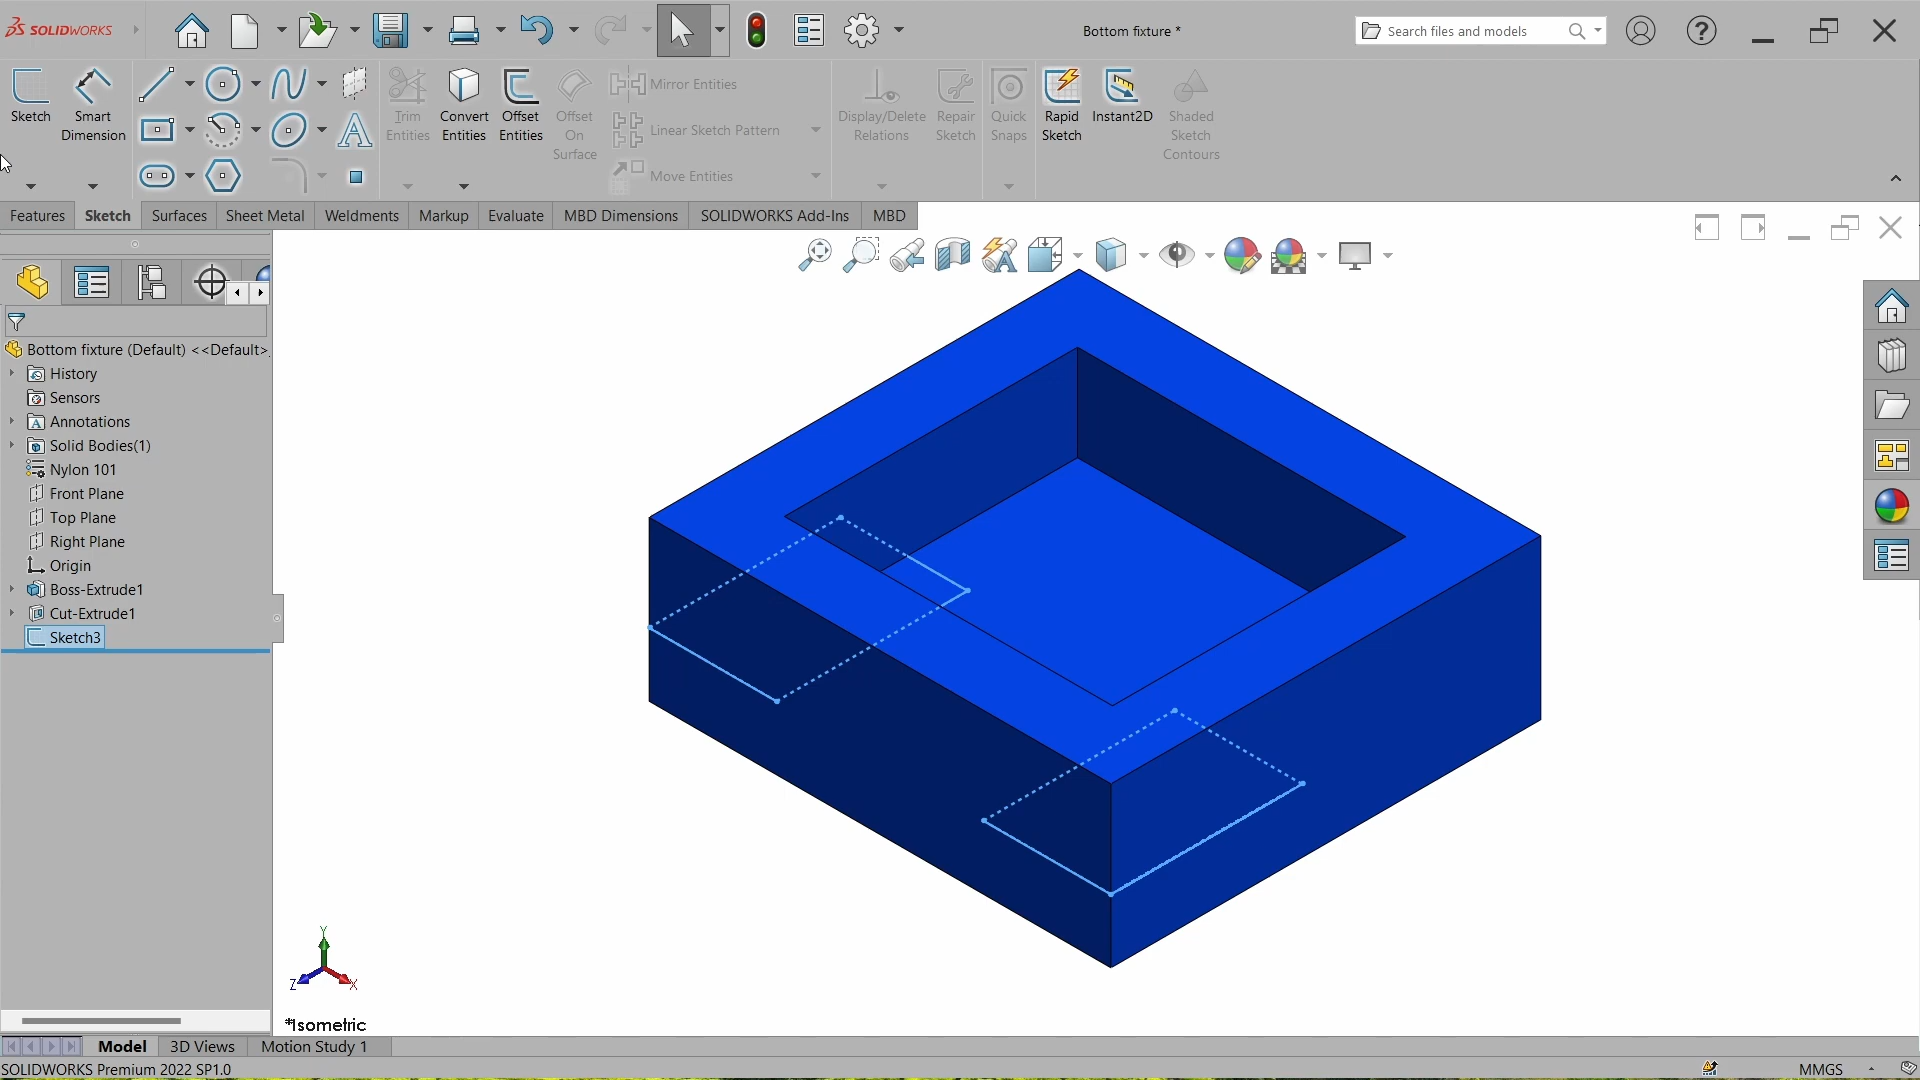 SOLIDWORKS
Bottom fixture *
Search files and models
Sketch
Smart
Dimension
Trim
Entities
Convert
Entities
Offset
Entities
Offset
On
Surface
Mirror Entities
Linear Sketch Pattern
Move Entities
Display/Delete
Relations
Repair
Sketch
Quick
Snaps
Rapid
Sketch
Instant2D
Shaded
Sketch
Contours
Features
Sketch
Surfaces
Sheet Metal
Weldments
Markup
Evaluate
MBD Dimensions
SOLIDWORKS Add-Ins
MBD
Bottom fixture (Default) <<Default>
History
Sensors
Annotations
Solid Bodies(1)
Nylon 101
Front Plane
Top Plane
Right Plane
Origin
Boss-Extrude1
Cut-Extrude1
Sketch3
Y
Z
X
*Isometric
Model
3D Views
Motion Study 1
SOLIDWORKS Premium 2022 SP1.0
MMGS